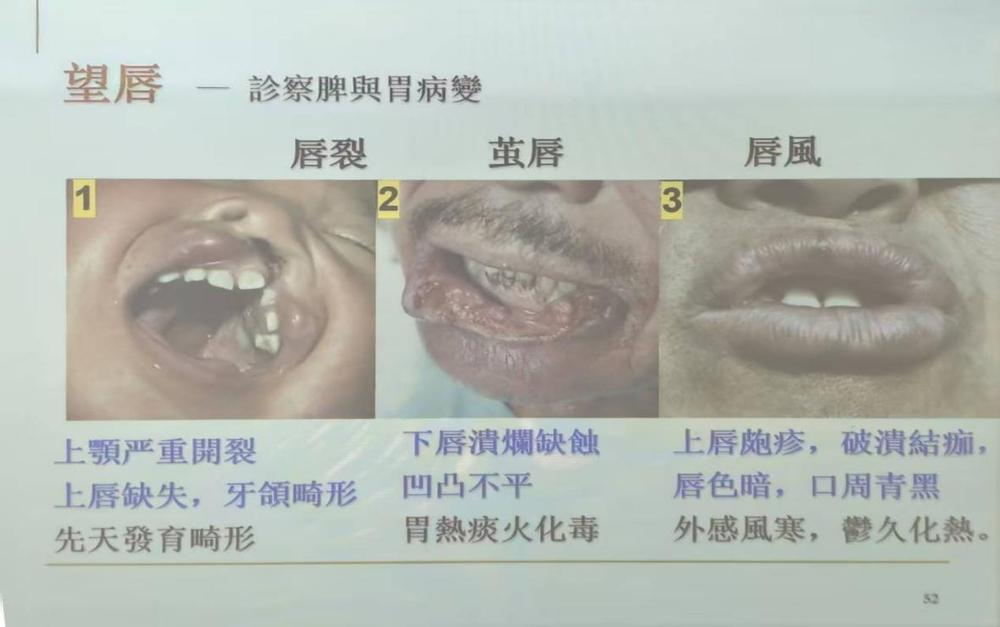 望唇 — 診察脾與胃病變
唇裂 茧唇 唇風
1 2 3
上顎严重開裂
上唇缺失，牙頜畸形
先天發育畸形
下唇潰爛缺蝕
凹凸不平
胃熱痰火化毒
上唇皰疹，破潰結痂，
唇色暗，口周青黑
外感風寒，鬱久化熱。
52